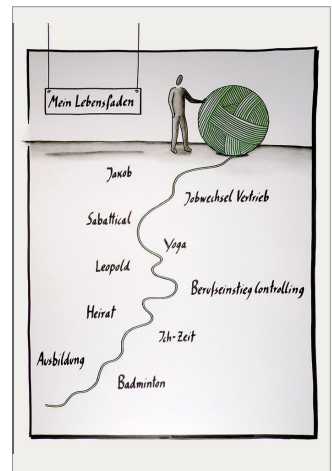 Mein Lebensfaden
Jakob
Jobwechsel Vertrieb
Sabattical
Yoga
Leopold
Berufseinstieg Controlling
Heirat
Ich-Zeit
Ausbildung
Badminton